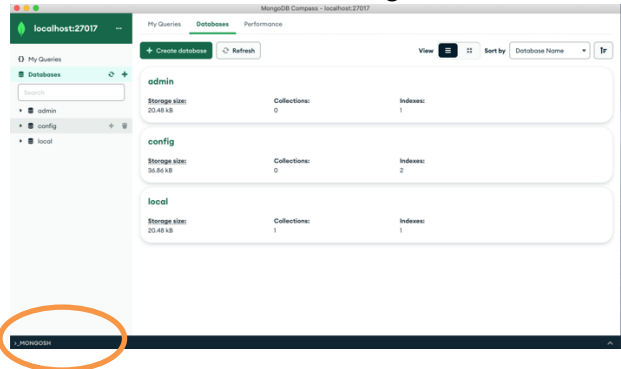 MongoDB Compass - localhost:27017
localhost:27017 ...
My Queries Databases Performance
+ Create database Refresh View Sort by Database Name
{} My Queries
Databases
Search
admin
config
local
admin
Storage size: Collections: Indexes:
20.48 kB 0 1
config
Storage size: Collections: Indexes:
36.86 kB 0 2
local
Storage size: Collections: Indexes:
20.48 kB 1 1
>_MONGOSH